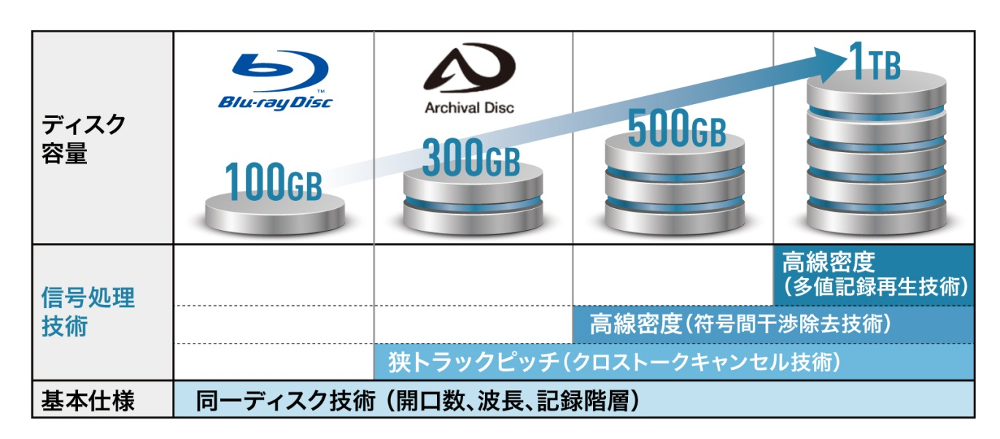 ディスク
容量
Blu-ray Disc™
100GB
Archival Disc
300GB
500GB
1TB
信号処理
技術
高線密度
（多値記録再生技術）
高線密度（符号間干渉除去技術）
狭トラックピッチ（クロストークキャンセル技術）
基本仕様
同一ディスク技術（開口数、波長、記録階層）